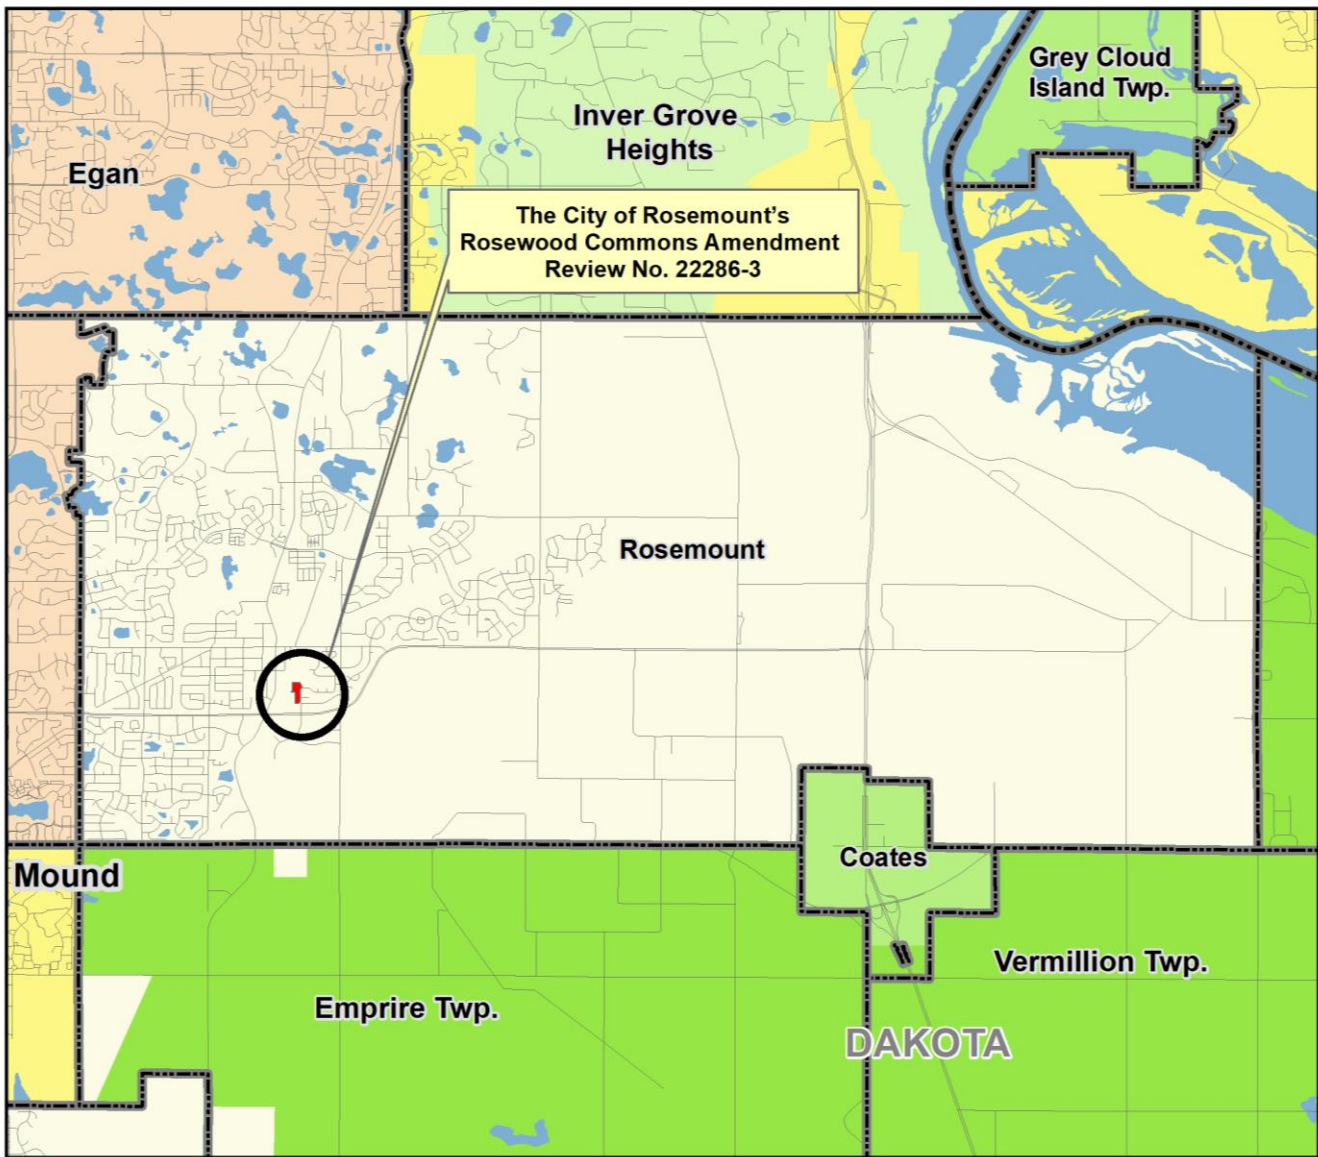 Grey Cloud
Island Twp.
Inver Grove
Heights
Egan
The City of Rosemount’s
Rosewood Commons Amendment
Review No. 22286-3
Rosemount
Coates
Mound
Vermillion Twp.
Emprire Twp.
DAKOTA